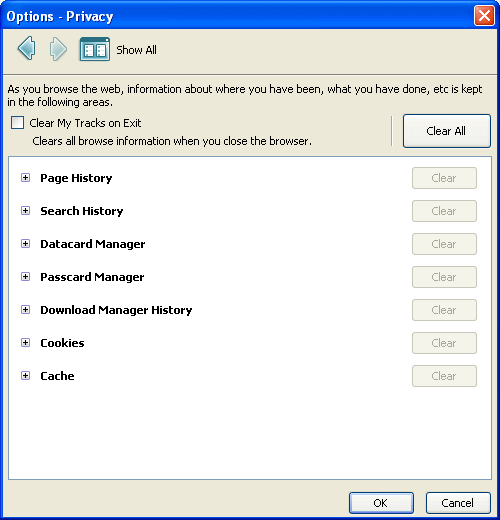 Options - Privacy
Show All
As you browse the web, information about where you have been, what you have done, etc is kept
in the following areas.
Clear My Tracks on Exit
Clears all browse information when you close the browser.
Clear All
Page History
Clear
Search History
Clear
Datacard Manager
Clear
Passcard Manager
Clear
Download Manager History
Clear
Cookies
Clear
Cache
Clear
OK
Cancel